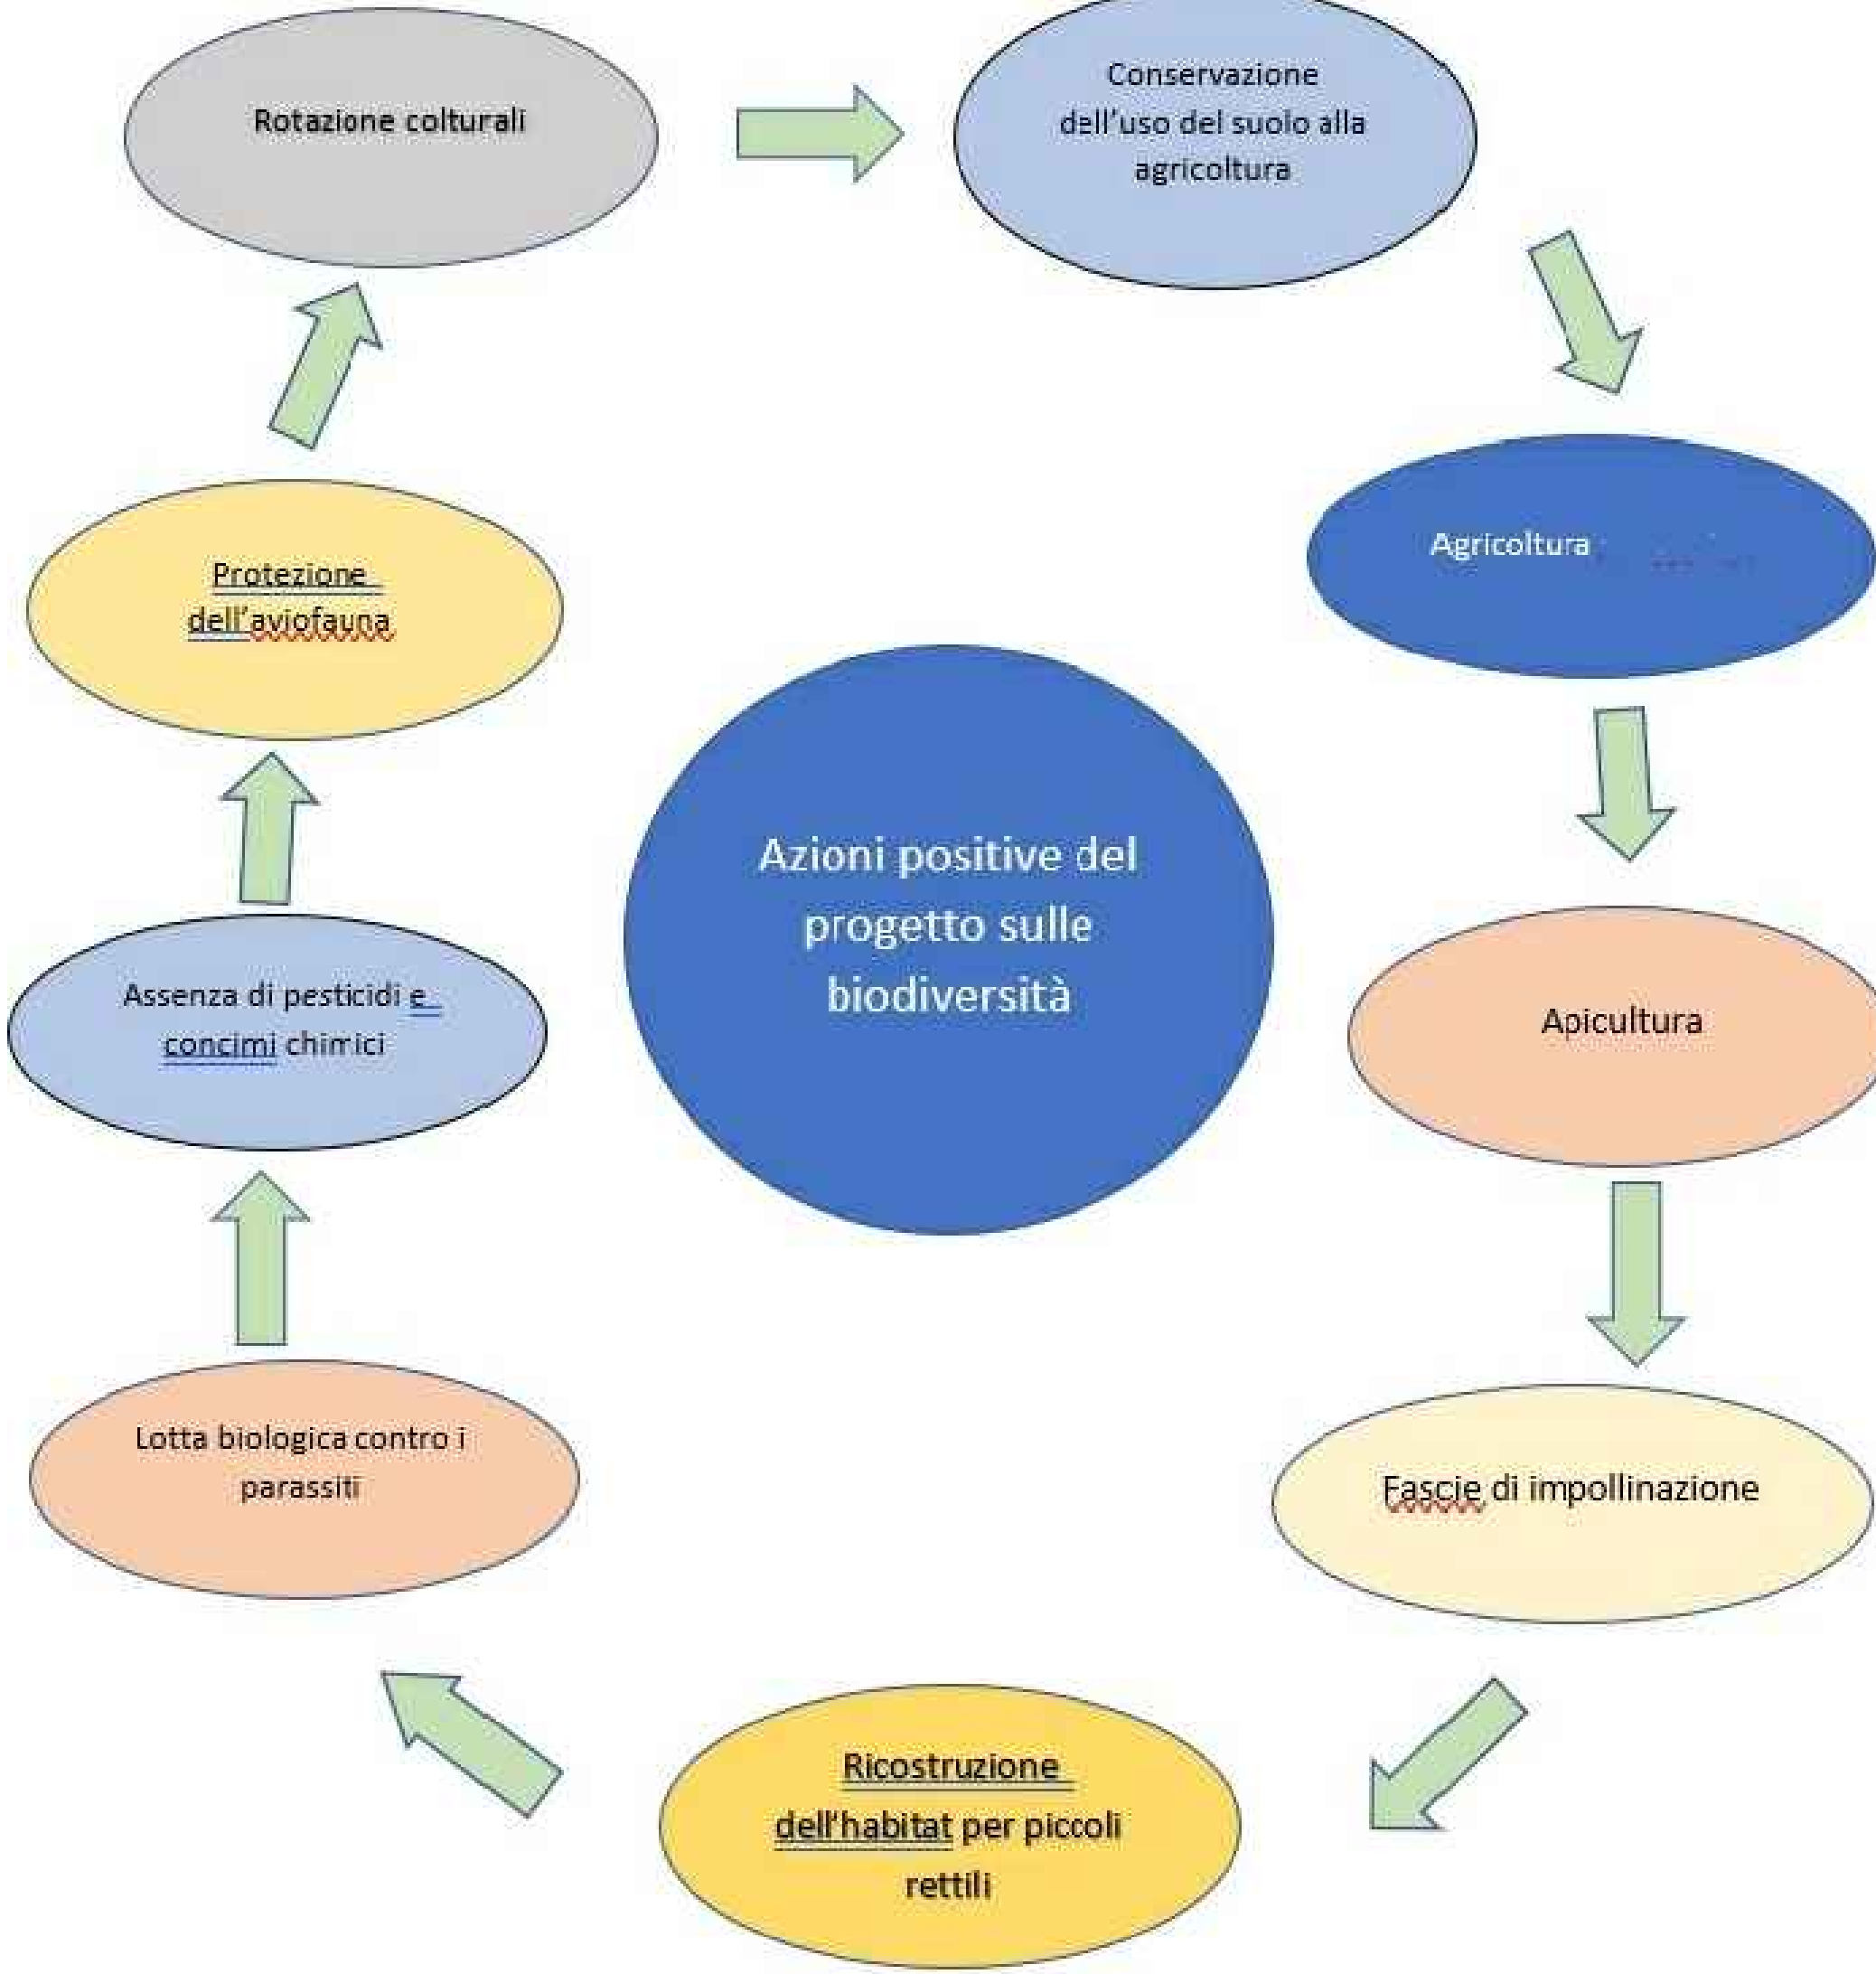 Rotazione colturali
Conservazione
dell'uso del suolo alla
agricoltura
Agricoltura
Apicultura
Fascie di impollinazione
Ricostruzione
dell'habitat per piccoli
rettili
Lotta biologica contro i
parassiti
Assenza di pesticidi e
concimi chimici
Protezione
dell'aviofauna
Azioni positive del
progetto sulle
biodiversità